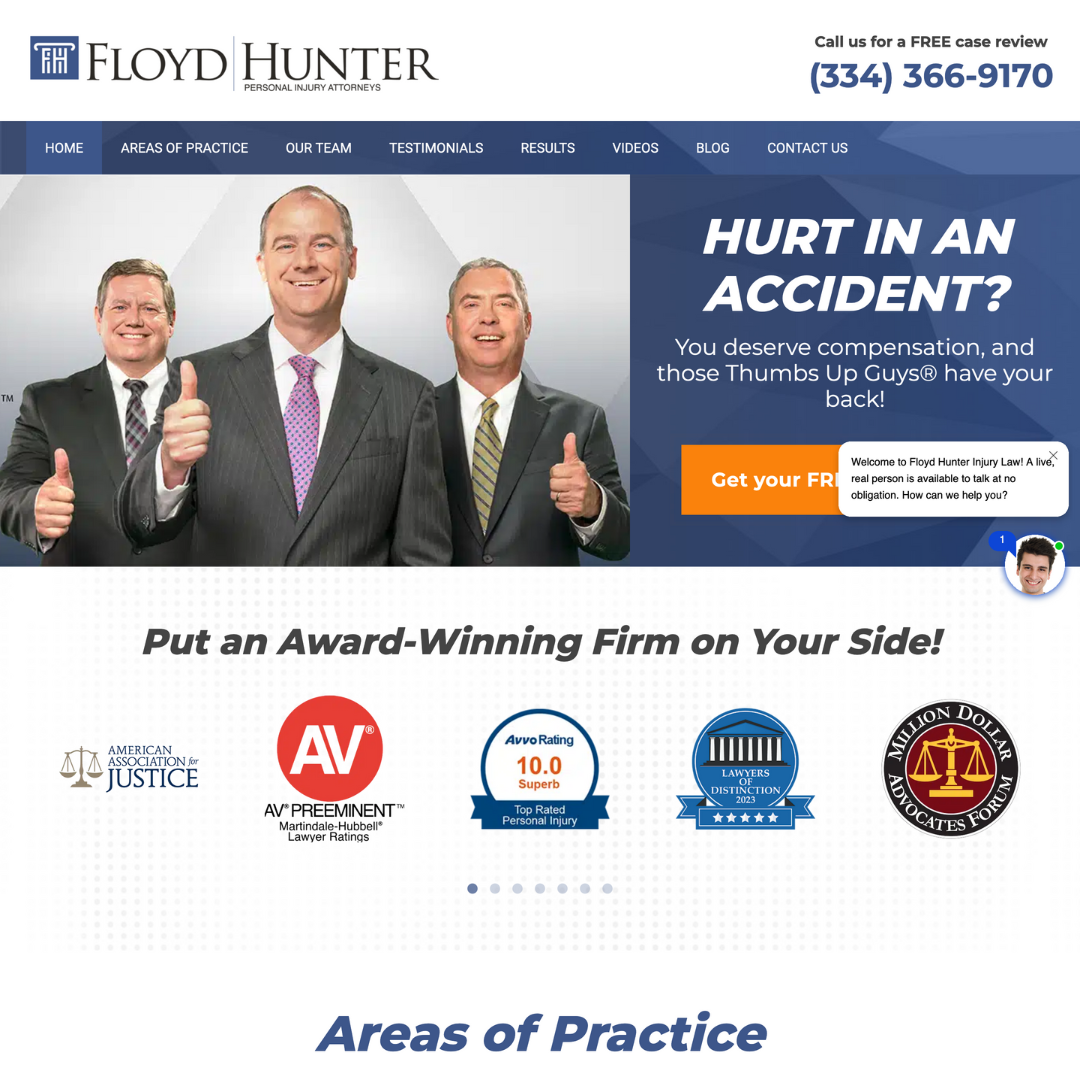 FH
FLOYD HUNTER
PERSONAL INJURY ATTORNEYS
Call us for a FREE case review
(334) 366-9170
HOME
AREAS OF PRACTICE
OUR TEAM
TESTIMONIALS
RESULTS
VIDEOS
BLOG
CONTACT US
TM
HURT IN AN
ACCIDENT?
You deserve compensation, and
those Thumbs Up Guys® have your
back!
Get your
Welcome to Floyd Hunter Injury Law! A live,
real person is available to talk at no
obligation. How can we help you?
1
Put an Award-Winning Firm on Your Side!
AMERICAN
ASSOCIATION for
JUSTICE
AV®
AV® PREEMINENT™
Martindale-Hubbell®
Lawyer Ratings
Avvo Rating
10.0
Superb
Top Rated
Personal Injury
LAWYERS
OF
DISTINCTION
2023
MILLION DOLLAR
ADVOCATES FORUM
Areas of Practice